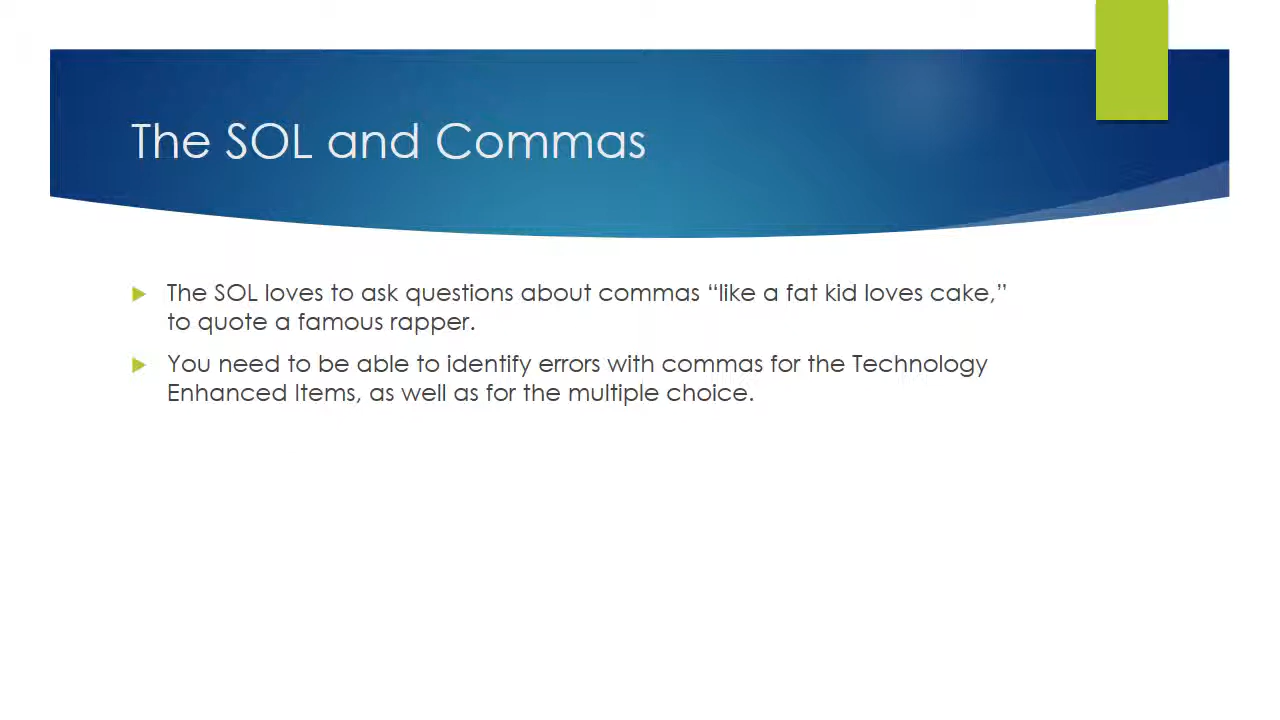 The SOL and Commas
The SOL loves to ask questions about commas “like a fat kid loves cake,”
to quote a famous rapper.
You need to be able to identify errors with commas for the Technology
Enhanced Items, as well as for the multiple choice.